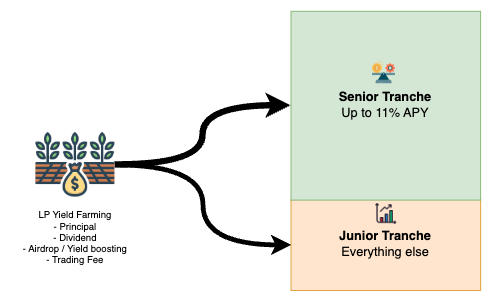 Senior Tranche
Up to 11% APY
LP Yield Farming
- Principal
- Dividend
- Airdrop / Yield boosting
- Trading Fee
Junior Tranche
Everything else